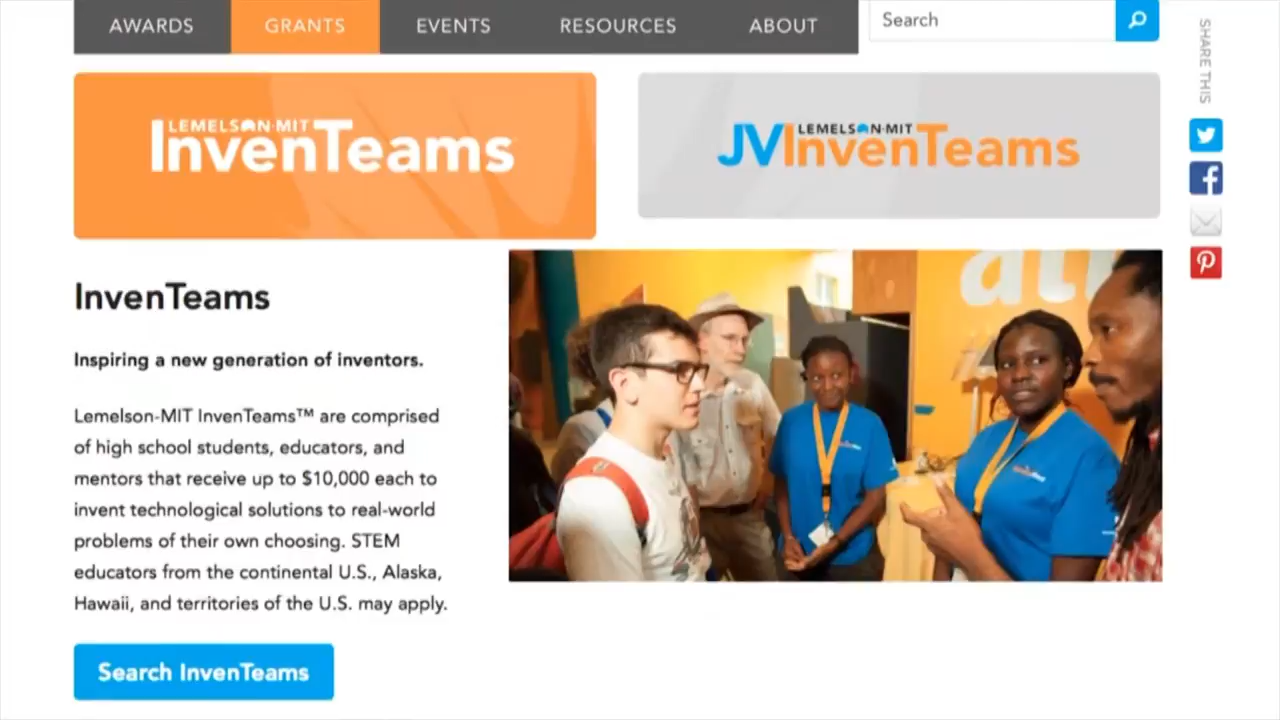 AWARDS
GRANTS
EVENTS
RESOURCES
ABOUT
Search
SHARE THIS
LEMELSON-MIT
InvenTeams
LEMELSON-MIT
JVInvenTeams
InvenTeams
Inspiring a new generation of inventors.
Lemelson-MIT InvenTeams™ are comprised
of high school students, educators, and
mentors that receive up to $10,000 each to
invent technological solutions to real-world
problems of their own choosing. STEM
educators from the continental U.S., Alaska,
Hawaii, and territories of the U.S. may apply.
Search InvenTeams